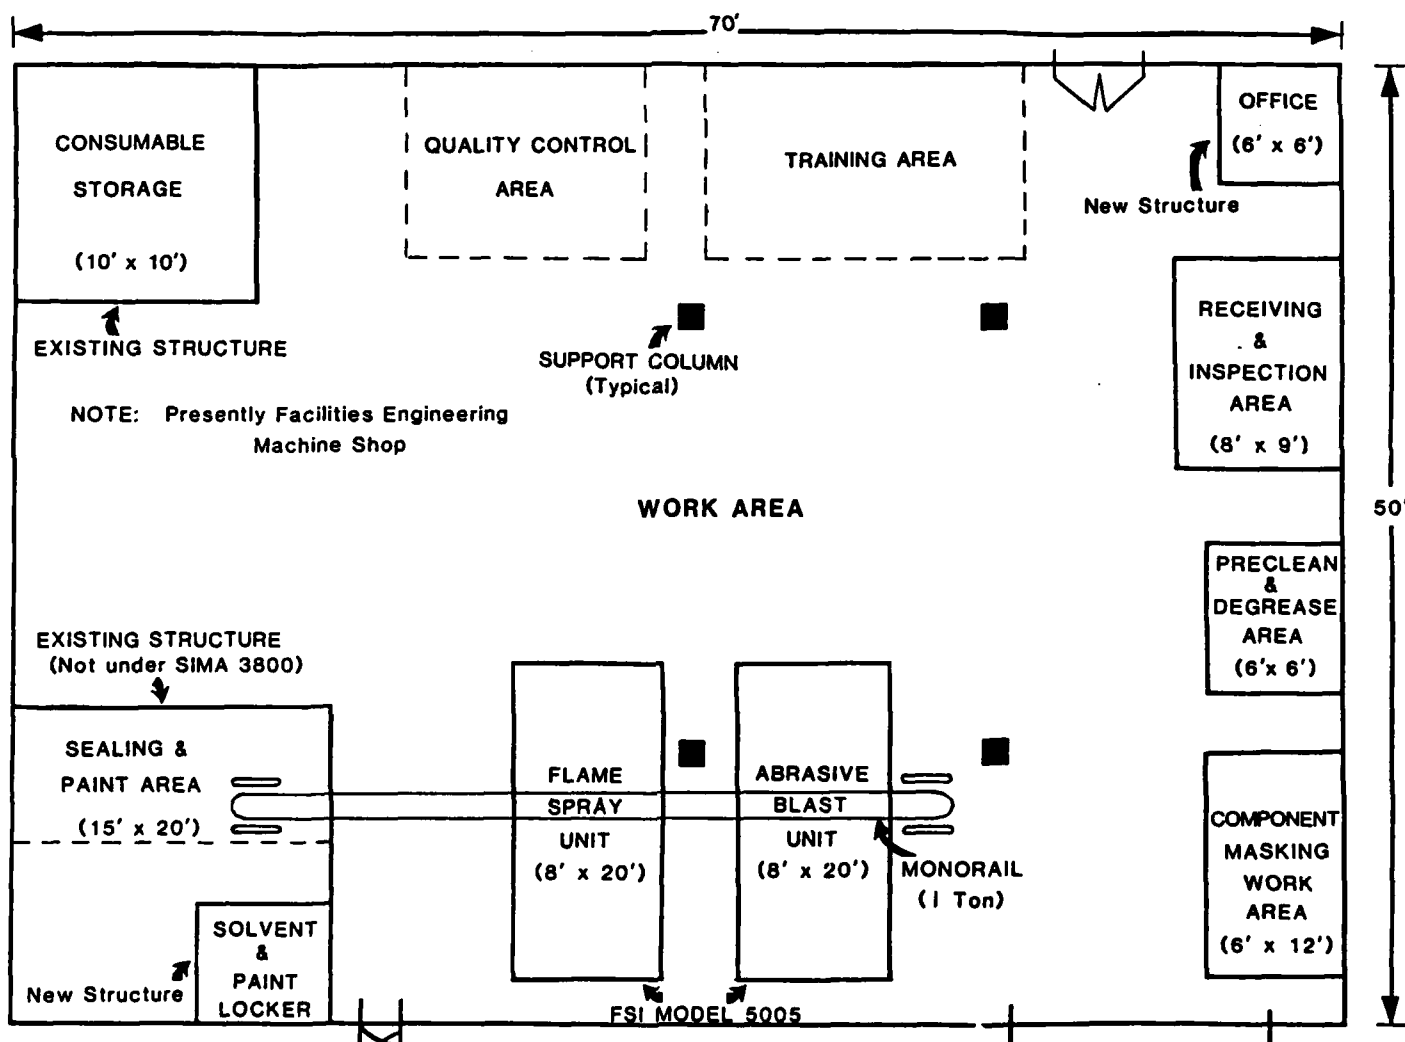 70'
CONSUMABLE
STORAGE
(10' x 10')
QUALITY CONTROL
AREA
TRAINING AREA
OFFICE
(6' x 6')
New Structure
EXISTING STRUCTURE
SUPPORT COLUMN
(Typical)
RECEIVING
&
INSPECTION
AREA
(8' x 9')
NOTE: Presently Facilities Engineering
Machine Shop
WORK AREA
50'
PRECLEAN
&
DEGREASE
AREA
(6'x 6')
EXISTING STRUCTURE
(Not under SIMA 3800)
SEALING &
PAINT AREA
(15' x 20')
FLAME
SPRAY
UNIT
(8' x 20')
ABRASIVE
BLAST
UNIT
(8' x 20')
MONORAIL
(1 Ton)
COMPONENT
MASKING
WORK
AREA
(6' x 12')
SOLVENT
&
PAINT
LOCKER
New Structure
FSI MODEL 5005